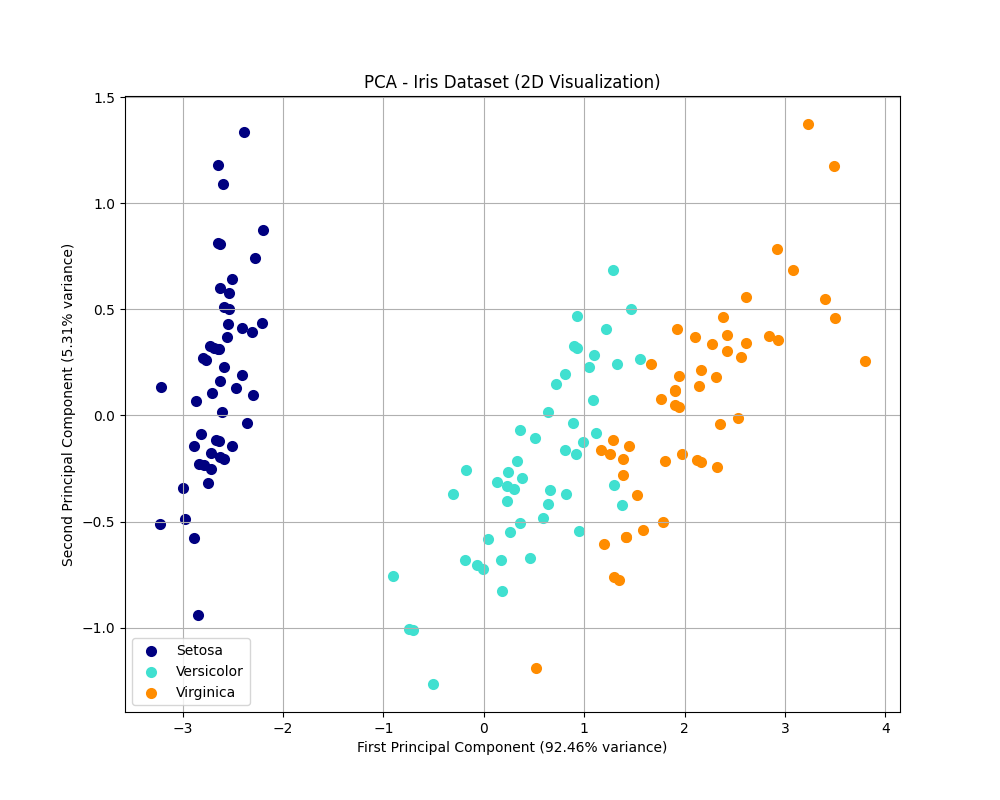 PCA - Iris Dataset (2D Visualization)
1.5
1.0
0.5
0.0
−0.5
−1.0
Second Principal Component (5.31% variance)
Setosa
Versicolor
Virginica
−3 −2 −1 0 1 2 3 4
First Principal Component (92.46% variance)